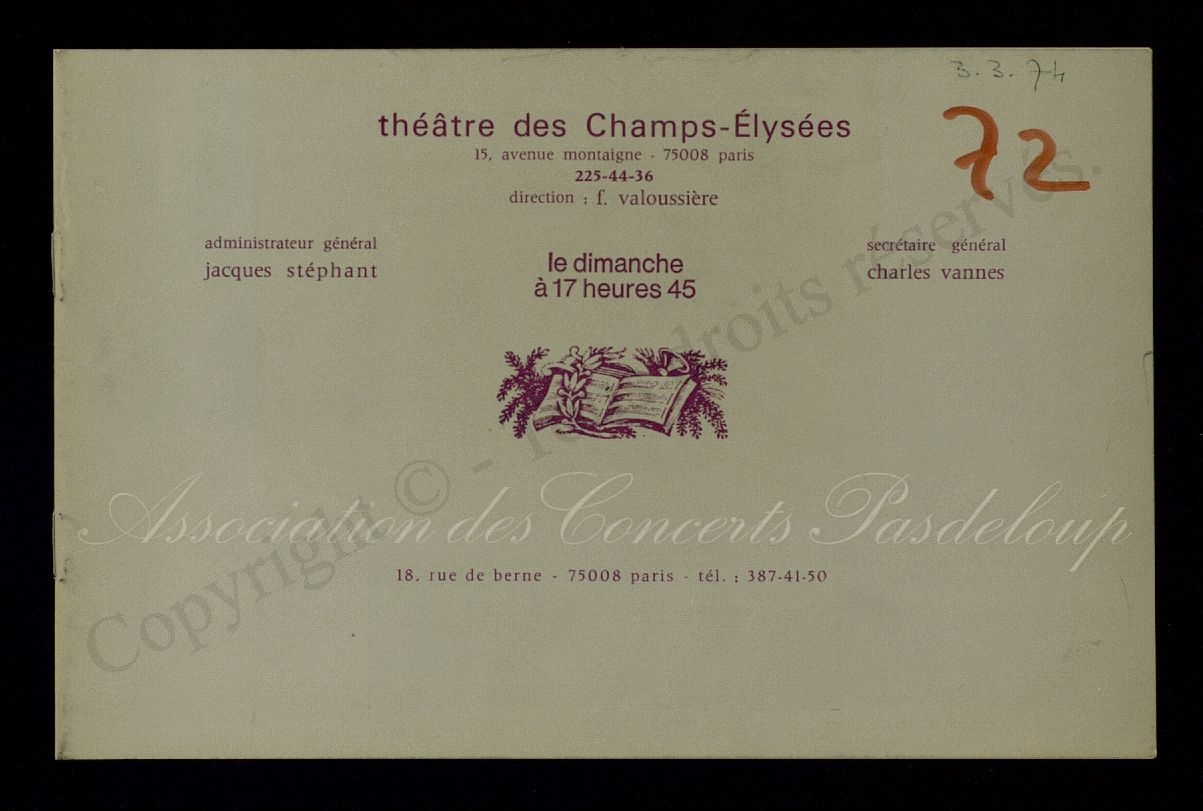 3. 3. 74
72
théâtre des Champs-Élysées
15, avenue montaigne - 75008 paris
225-44-36
direction : f. valoussière
administrateur général
jacques stéphant
le dimanche
à 17 heures 45
secrétaire général
charles vannes
Association des Concerts Pasdeloup
18, rue de berne - 75008 paris - tél. : 387-41-50
Copyright © - droits réservés.